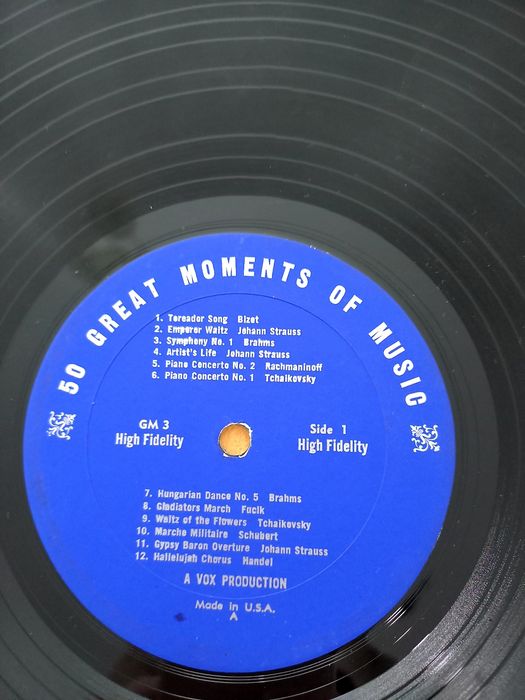 50 GREAT MOMENTS OF MUSIC
1. Toreador Song Bizet
2. Emperor Waltz Johann Strauss
3. Symphony No. 1 Brahms
4. Artist's Life Johann Strauss
5. Piano Concerto No. 2 Rachmaninoff
6. Piano Concerto No. 1 Tchaikovsky
GM 3
High Fidelity
Side 1
High Fidelity
7. Hungarian Dance No. 5 Brahms
8. Gladiators March Fucik
9. Waltz of the Flowers Tchaikovsky
10. Marche Militaire Schubert
11. Gypsy Baron Overture Johann Strauss
12. Hallelujah Chorus Handel
A VOX PRODUCTION
Made in U.S.A.
A